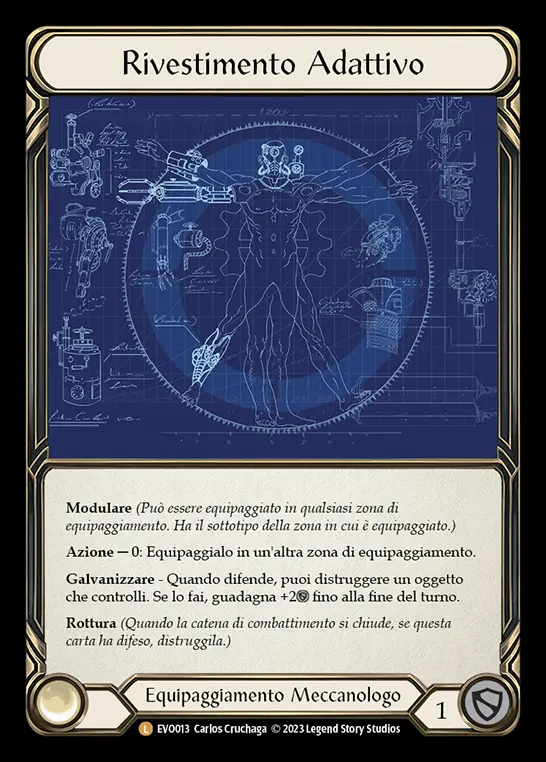 Rivestimento Adattivo
1200
Modulare (Può essere equipaggiato in qualsiasi zona di
equipaggiamento. Ha il sottotipo della zona in cui è equipaggiato.)
Azione — 0: Equipaggialo in un'altra zona di equipaggiamento.
Galvanizzare - Quando difende, puoi distruggere un oggetto
che controlli. Se lo fai, guadagna +2 fino alla fine del turno.
Rottura (Quando la catena di combattimento si chiude, se questa
carta ha difeso, distruggila.)
Equipaggiamento Meccanologo
1
L EVO013 Carlos Cruchaga © 2023 Legend Story Studios